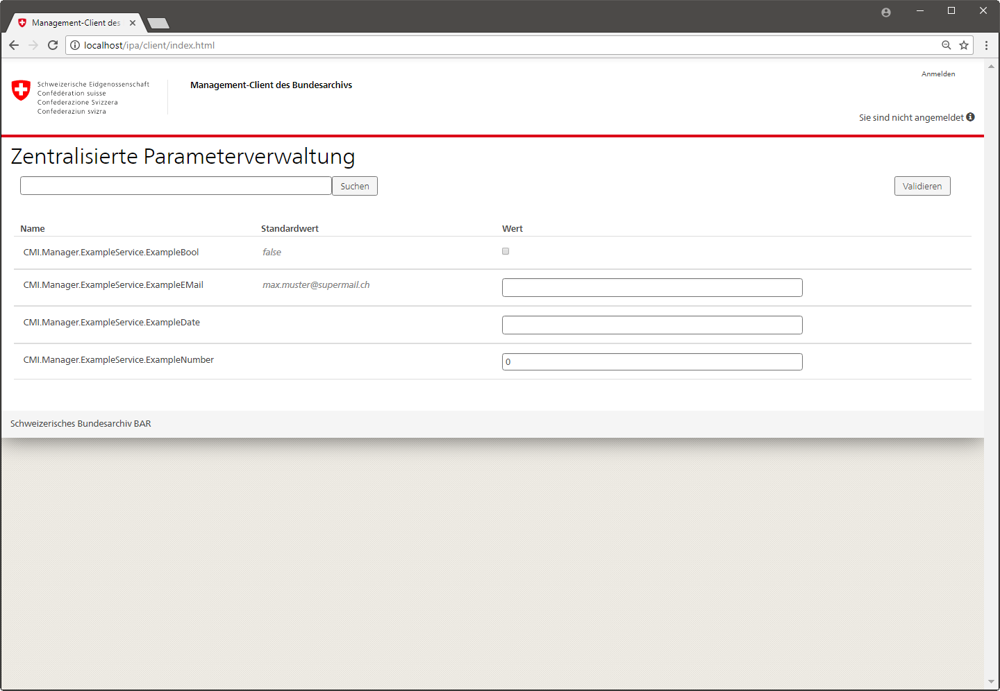 Management-Client des
localhost/ipa/client/index.html
Anmelden
Schweizerische Eidgenossenschaft
Confédération suisse
Confederazione Svizzera
Confederaziun svizra
Management-Client des Bundesarchivs
Sie sind nicht angemeldet
Zentralisierte Parameterverwaltung
Suchen
Validieren
Name Standardwert Wert
CMI.Manager.ExampleService.ExampleBool false
CMI.Manager.ExampleService.ExampleEMail max.muster@supermail.ch
CMI.Manager.ExampleService.ExampleDate
CMI.Manager.ExampleService.ExampleNumber 0
Schweizerisches Bundesarchiv BAR